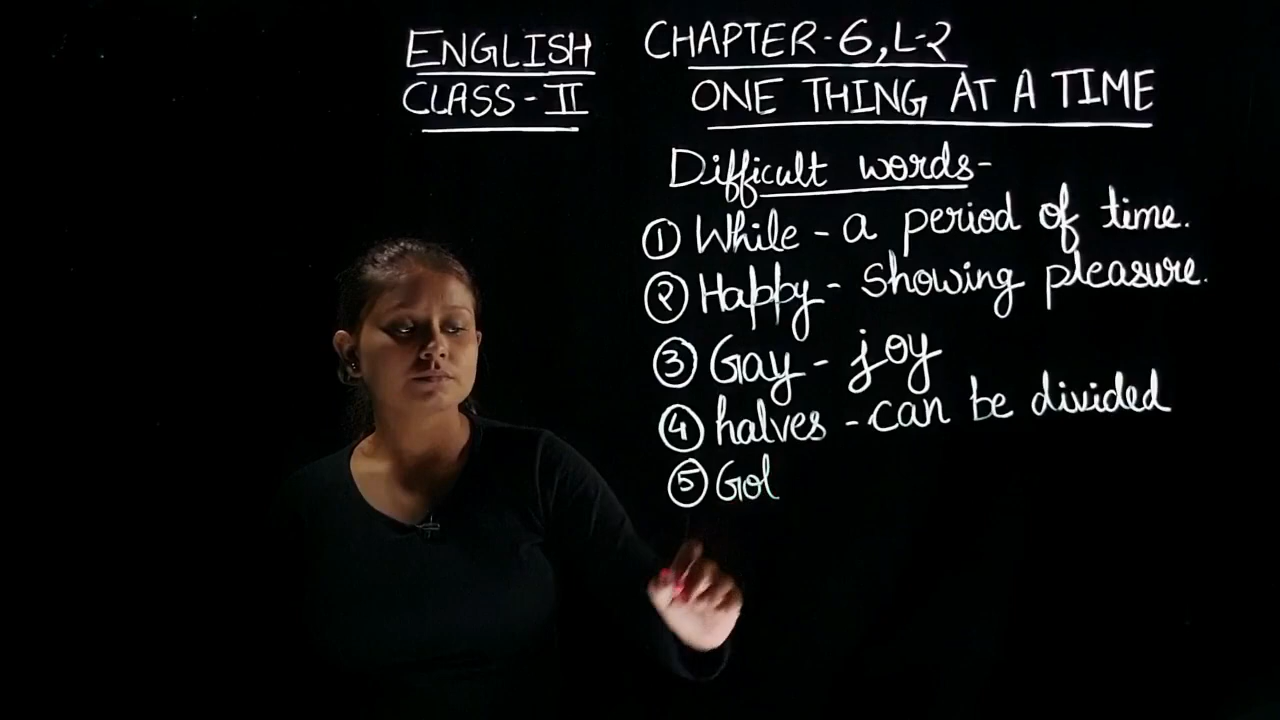 ENGLISH
CLASS-II
CHAPTER-6, L-2
ONE THING AT A TIME
Difficult words-
① While - a period of time.
② Happy - Showing pleasure.
③ Gay - joy
④ halves - can be divided
⑤ Gol